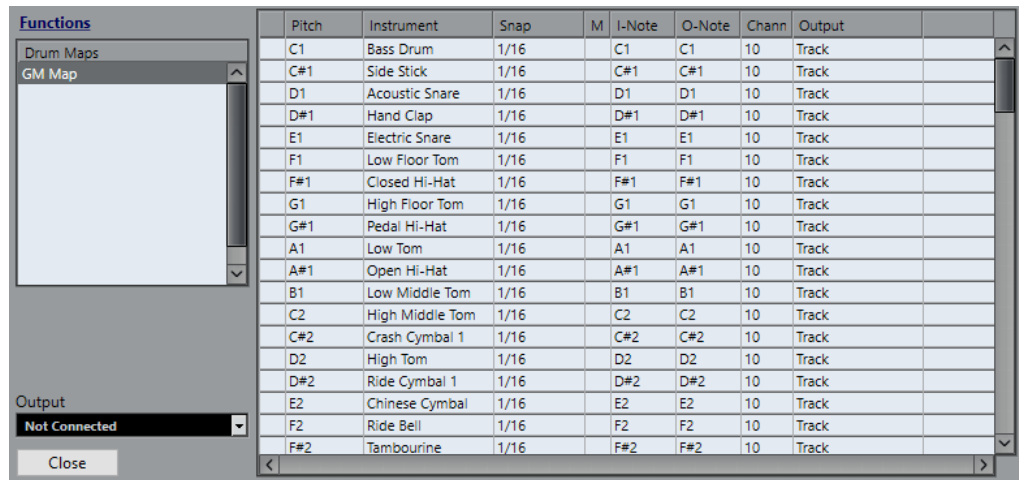 Functions
Drum Maps
GM Map
Output
Not Connected
Close
Pitch Instrument Snap M I-Note O-Note Chann Output
C1 Bass Drum 1/16 C1 C1 10 Track
C#1 Side Stick 1/16 C#1 C#1 10 Track
D1 Acoustic Snare 1/16 D1 D1 10 Track
D#1 Hand Clap 1/16 D#1 D#1 10 Track
E1 Electric Snare 1/16 E1 E1 10 Track
F1 Low Floor Tom 1/16 F1 F1 10 Track
F#1 Closed Hi-Hat 1/16 F#1 F#1 10 Track
G1 High Floor Tom 1/16 G1 G1 10 Track
G#1 Pedal Hi-Hat 1/16 G#1 G#1 10 Track
A1 Low Tom 1/16 A1 A1 10 Track
A#1 Open Hi-Hat 1/16 A#1 A#1 10 Track
B1 Low Middle Tom 1/16 B1 B1 10 Track
C2 High Middle Tom 1/16 C2 C2 10 Track
C#2 Crash Cymbal 1 1/16 C#2 C#2 10 Track
D2 High Tom 1/16 D2 D2 10 Track
D#2 Ride Cymbal 1 1/16 D#2 D#2 10 Track
E2 Chinese Cymbal 1/16 E2 E2 10 Track
F2 Ride Bell 1/16 F2 F2 10 Track
F#2 Tambourine 1/16 F#2 F#2 10 Track